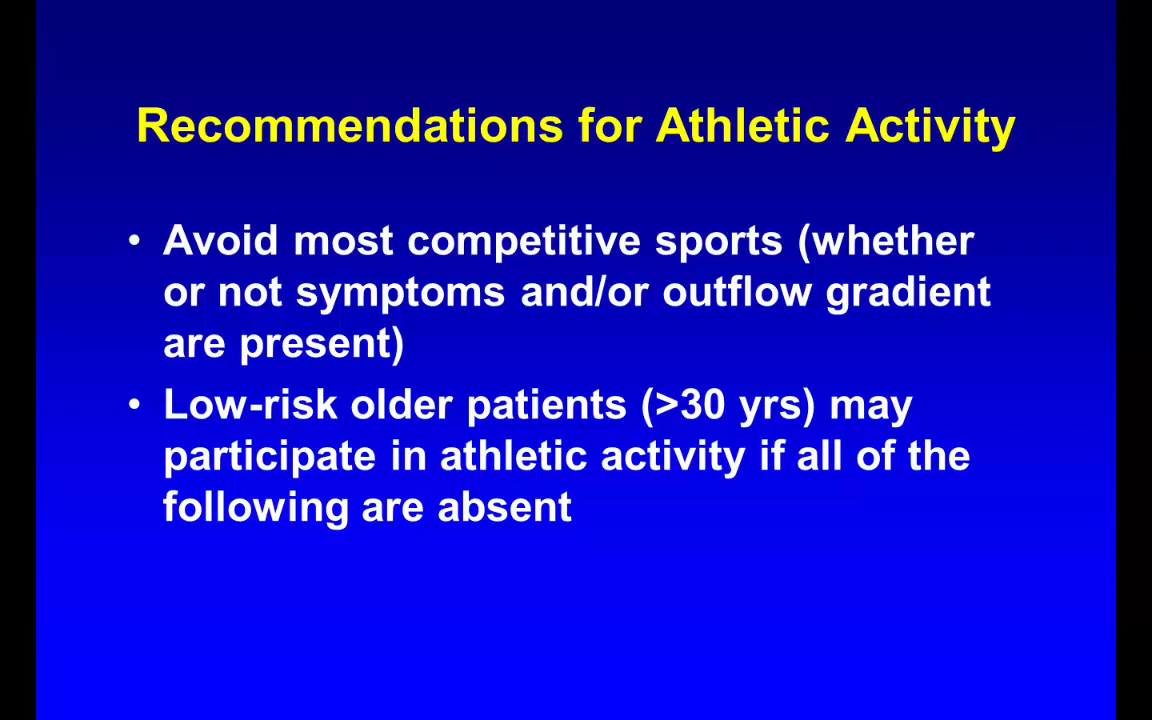 Recommendations for Athletic Activity
• Avoid most competitive sports (whether
or not symptoms and/or outflow gradient
are present)
• Low-risk older patients (>30 yrs) may
participate in athletic activity if all of the
following are absent